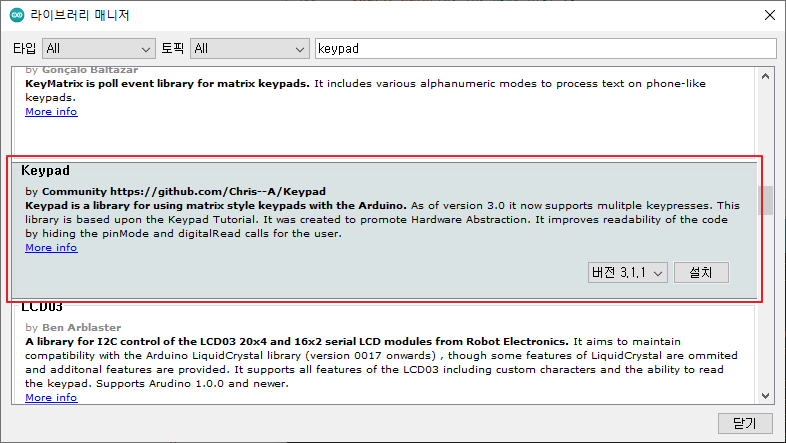 라이브러리 매니저
타입 All 토픽 All keypad
by Gonçalo Baltazar
KeyMatrix is poll event library for matrix keypads. It includes various alphanumeric modes to process text on phone-like
keypads.
More info
Keypad
by Community https://github.com/Chris--A/Keypad
Keypad is a library for using matrix style keypads with the Arduino. As of version 3.0 it now supports mulitple keypresses. This
library is based upon the Keypad Tutorial. It was created to promote Hardware Abstraction. It improves readability of the code
by hiding the pinMode and digitalRead calls for the user.
More info
버전 3.1.1 설치
LCD03
by Ben Arblaster
A library for I2C control of the LCD03 20x4 and 16x2 serial LCD modules from Robot Electronics. It aims to maintain
compatibility with the Arduino LiquidCrystal library (version 0017 onwards) , though some features of LiquidCrystal are ommited
and additonal features are provided. It supports all features of the LCD03 including custom characters and the ability to read
the keypad. Supports Arudino 1.0.0 and newer.
More info
닫기